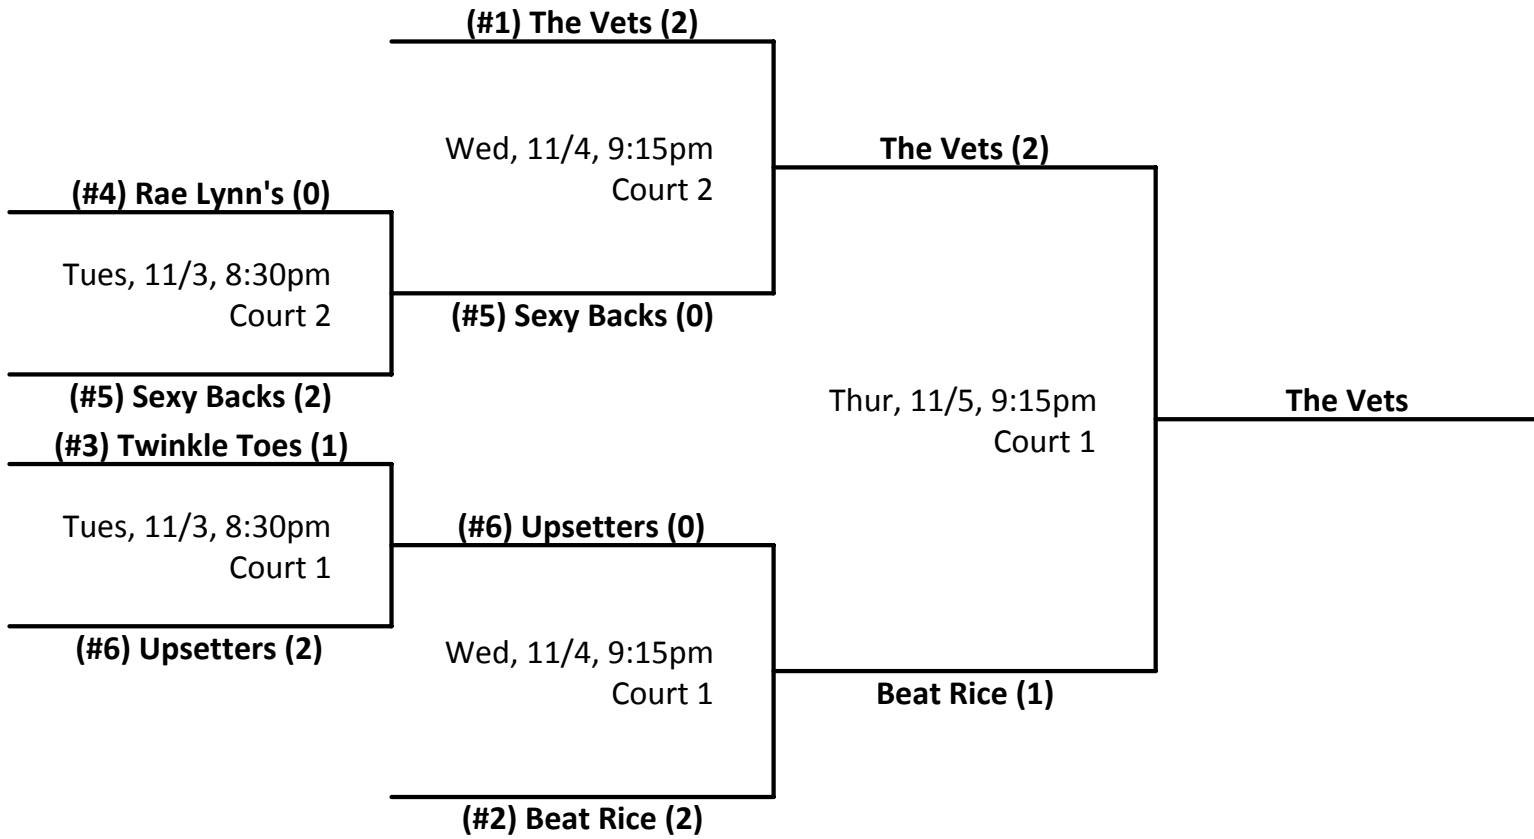 (#1) The Vets (2)
Wed, 11/4, 9:15pm
Court 2
The Vets (2)
(#4) Rae Lynn's (0)
Tues, 11/3, 8:30pm
Court 2
(#5) Sexy Backs (0)
(#5) Sexy Backs (2)
Thur, 11/5, 9:15pm
Court 1
The Vets
(#3) Twinkle Toes (1)
Tues, 11/3, 8:30pm
Court 1
(#6) Upsetters (0)
(#6) Upsetters (2)
Wed, 11/4, 9:15pm
Court 1
Beat Rice (1)
(#2) Beat Rice (2)